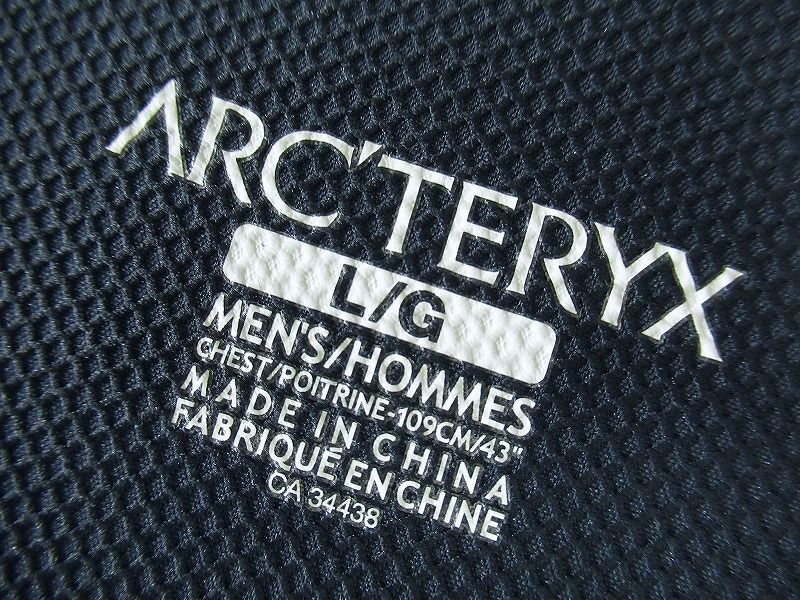 ARC'TERYX
L/G
MEN'S/HOMMES
CHEST/POITRINE-109CM/43"
MADE IN CHINA
FABRIQUÉ EN CHINE
CA 34438